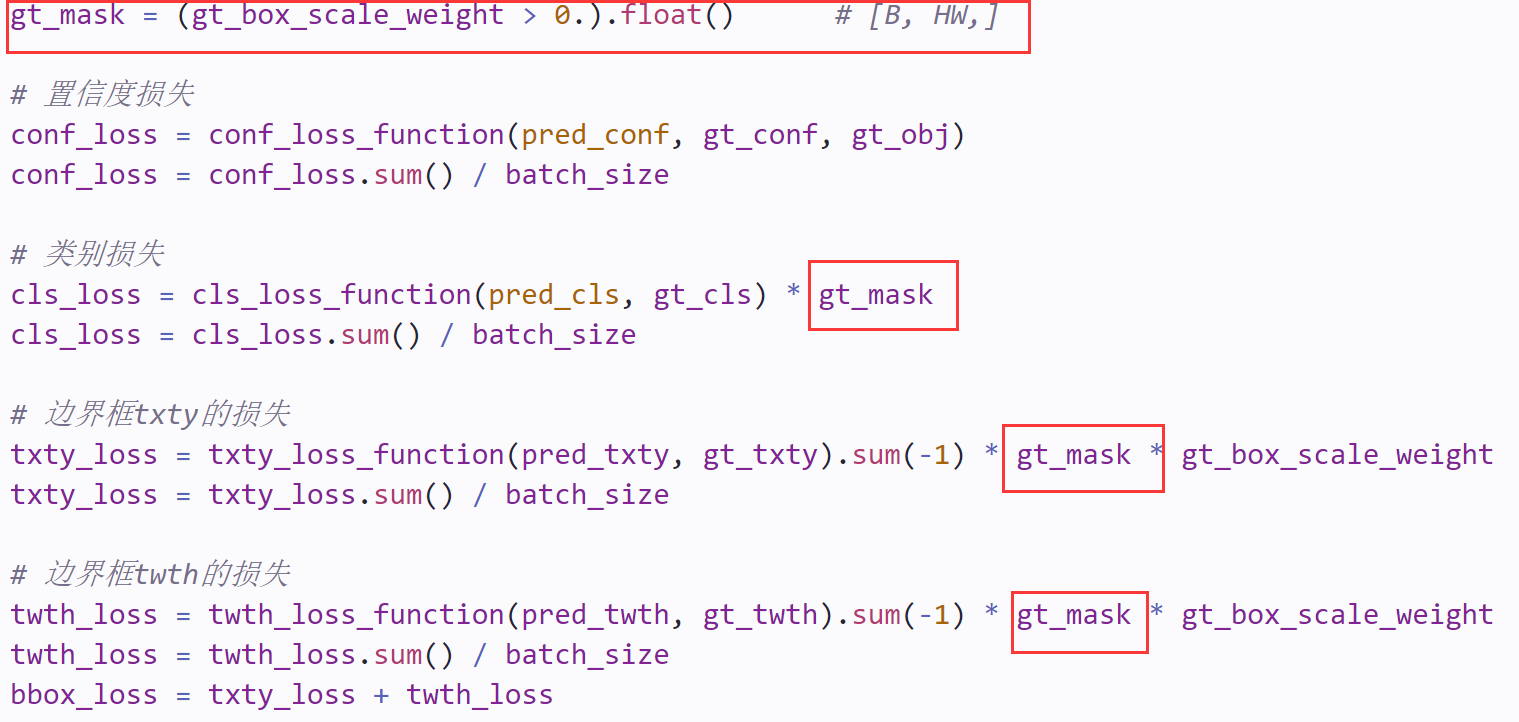 gt_mask = (gt_box_scale_weight > 0.).float()      # [B, HW,]
# 置信度损失
conf_loss = conf_loss_function(pred_conf, gt_conf, gt_obj)
conf_loss = conf_loss.sum() / batch_size
# 类别损失
cls_loss = cls_loss_function(pred_cls, gt_cls) * gt_mask
cls_loss = cls_loss.sum() / batch_size
# 边界框txty的损失
txty_loss = txty_loss_function(pred_txty, gt_txty).sum(-1) * gt_mask * gt_box_scale_weight
txty_loss = txty_loss.sum() / batch_size
# 边界框twth的损失
twth_loss = twth_loss_function(pred_twth, gt_twth).sum(-1) * gt_mask * gt_box_scale_weight
twth_loss = twth_loss.sum() / batch_size
bbox_loss = txty_loss + twth_loss